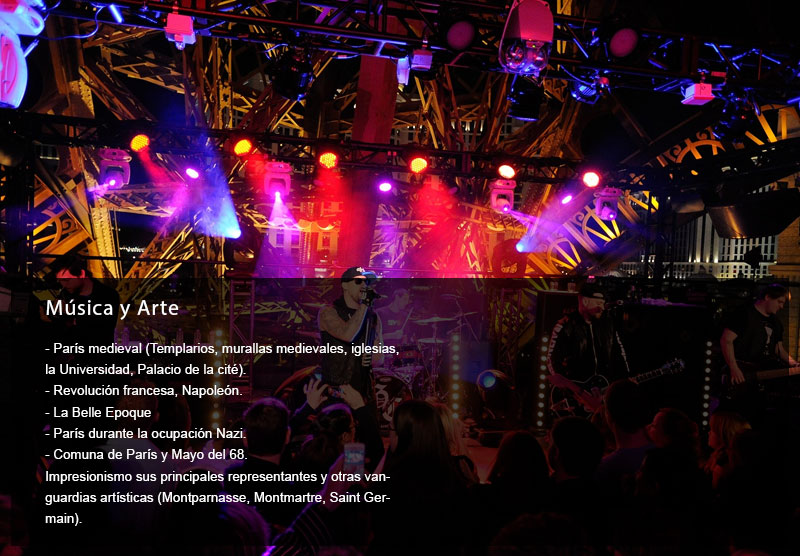 Música y Arte
- París medieval (Templarios, murallas medievales, iglesias,
la Universidad, Palacio de la cité).
- Revolución francesa, Napoleón.
- La Belle Epoque
- París durante la ocupación Nazi.
- Comuna de París y Mayo del 68.
Impresionismo sus principales representantes y otras van-
guardias artísticas (Montparnasse, Montmartre, Saint Ger-
main).